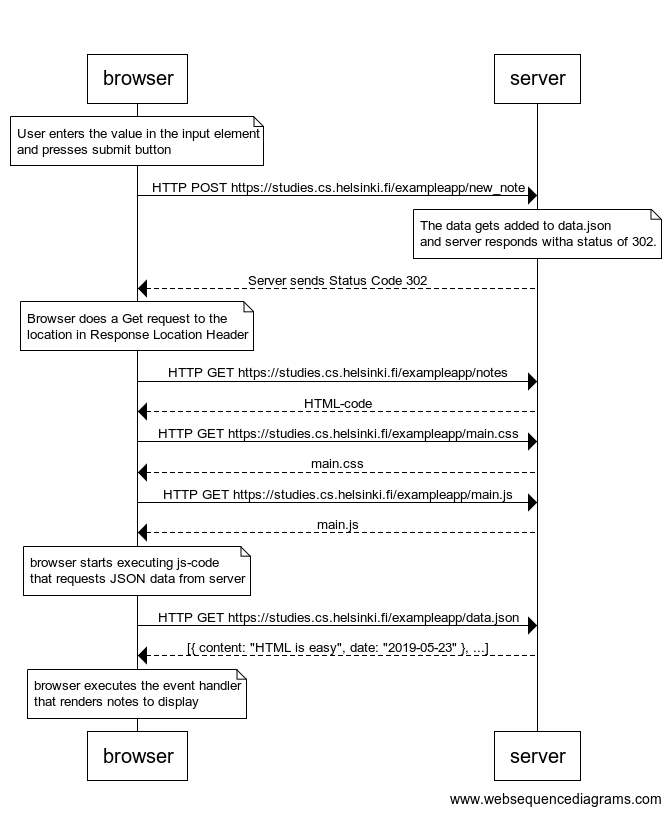 browser
server
User enters the value in the input element
and presses submit button
HTTP POST https://studies.cs.helsinki.fi/exampleapp/new_note
The data gets added to data.json
and server responds witha status of 302.
Server sends Status Code 302
Browser does a Get request to the
location in Response Location Header
HTTP GET https://studies.cs.helsinki.fi/exampleapp/notes
HTML-code
HTTP GET https://studies.cs.helsinki.fi/exampleapp/main.css
main.css
HTTP GET https://studies.cs.helsinki.fi/exampleapp/main.js
main.js
browser starts executing js-code
that requests JSON data from server
HTTP GET https://studies.cs.helsinki.fi/exampleapp/data.json
[{ content: "HTML is easy", date: "2019-05-23" }, ...]
browser executes the event handler
that renders notes to display
browser
server
www.websequencediagrams.com